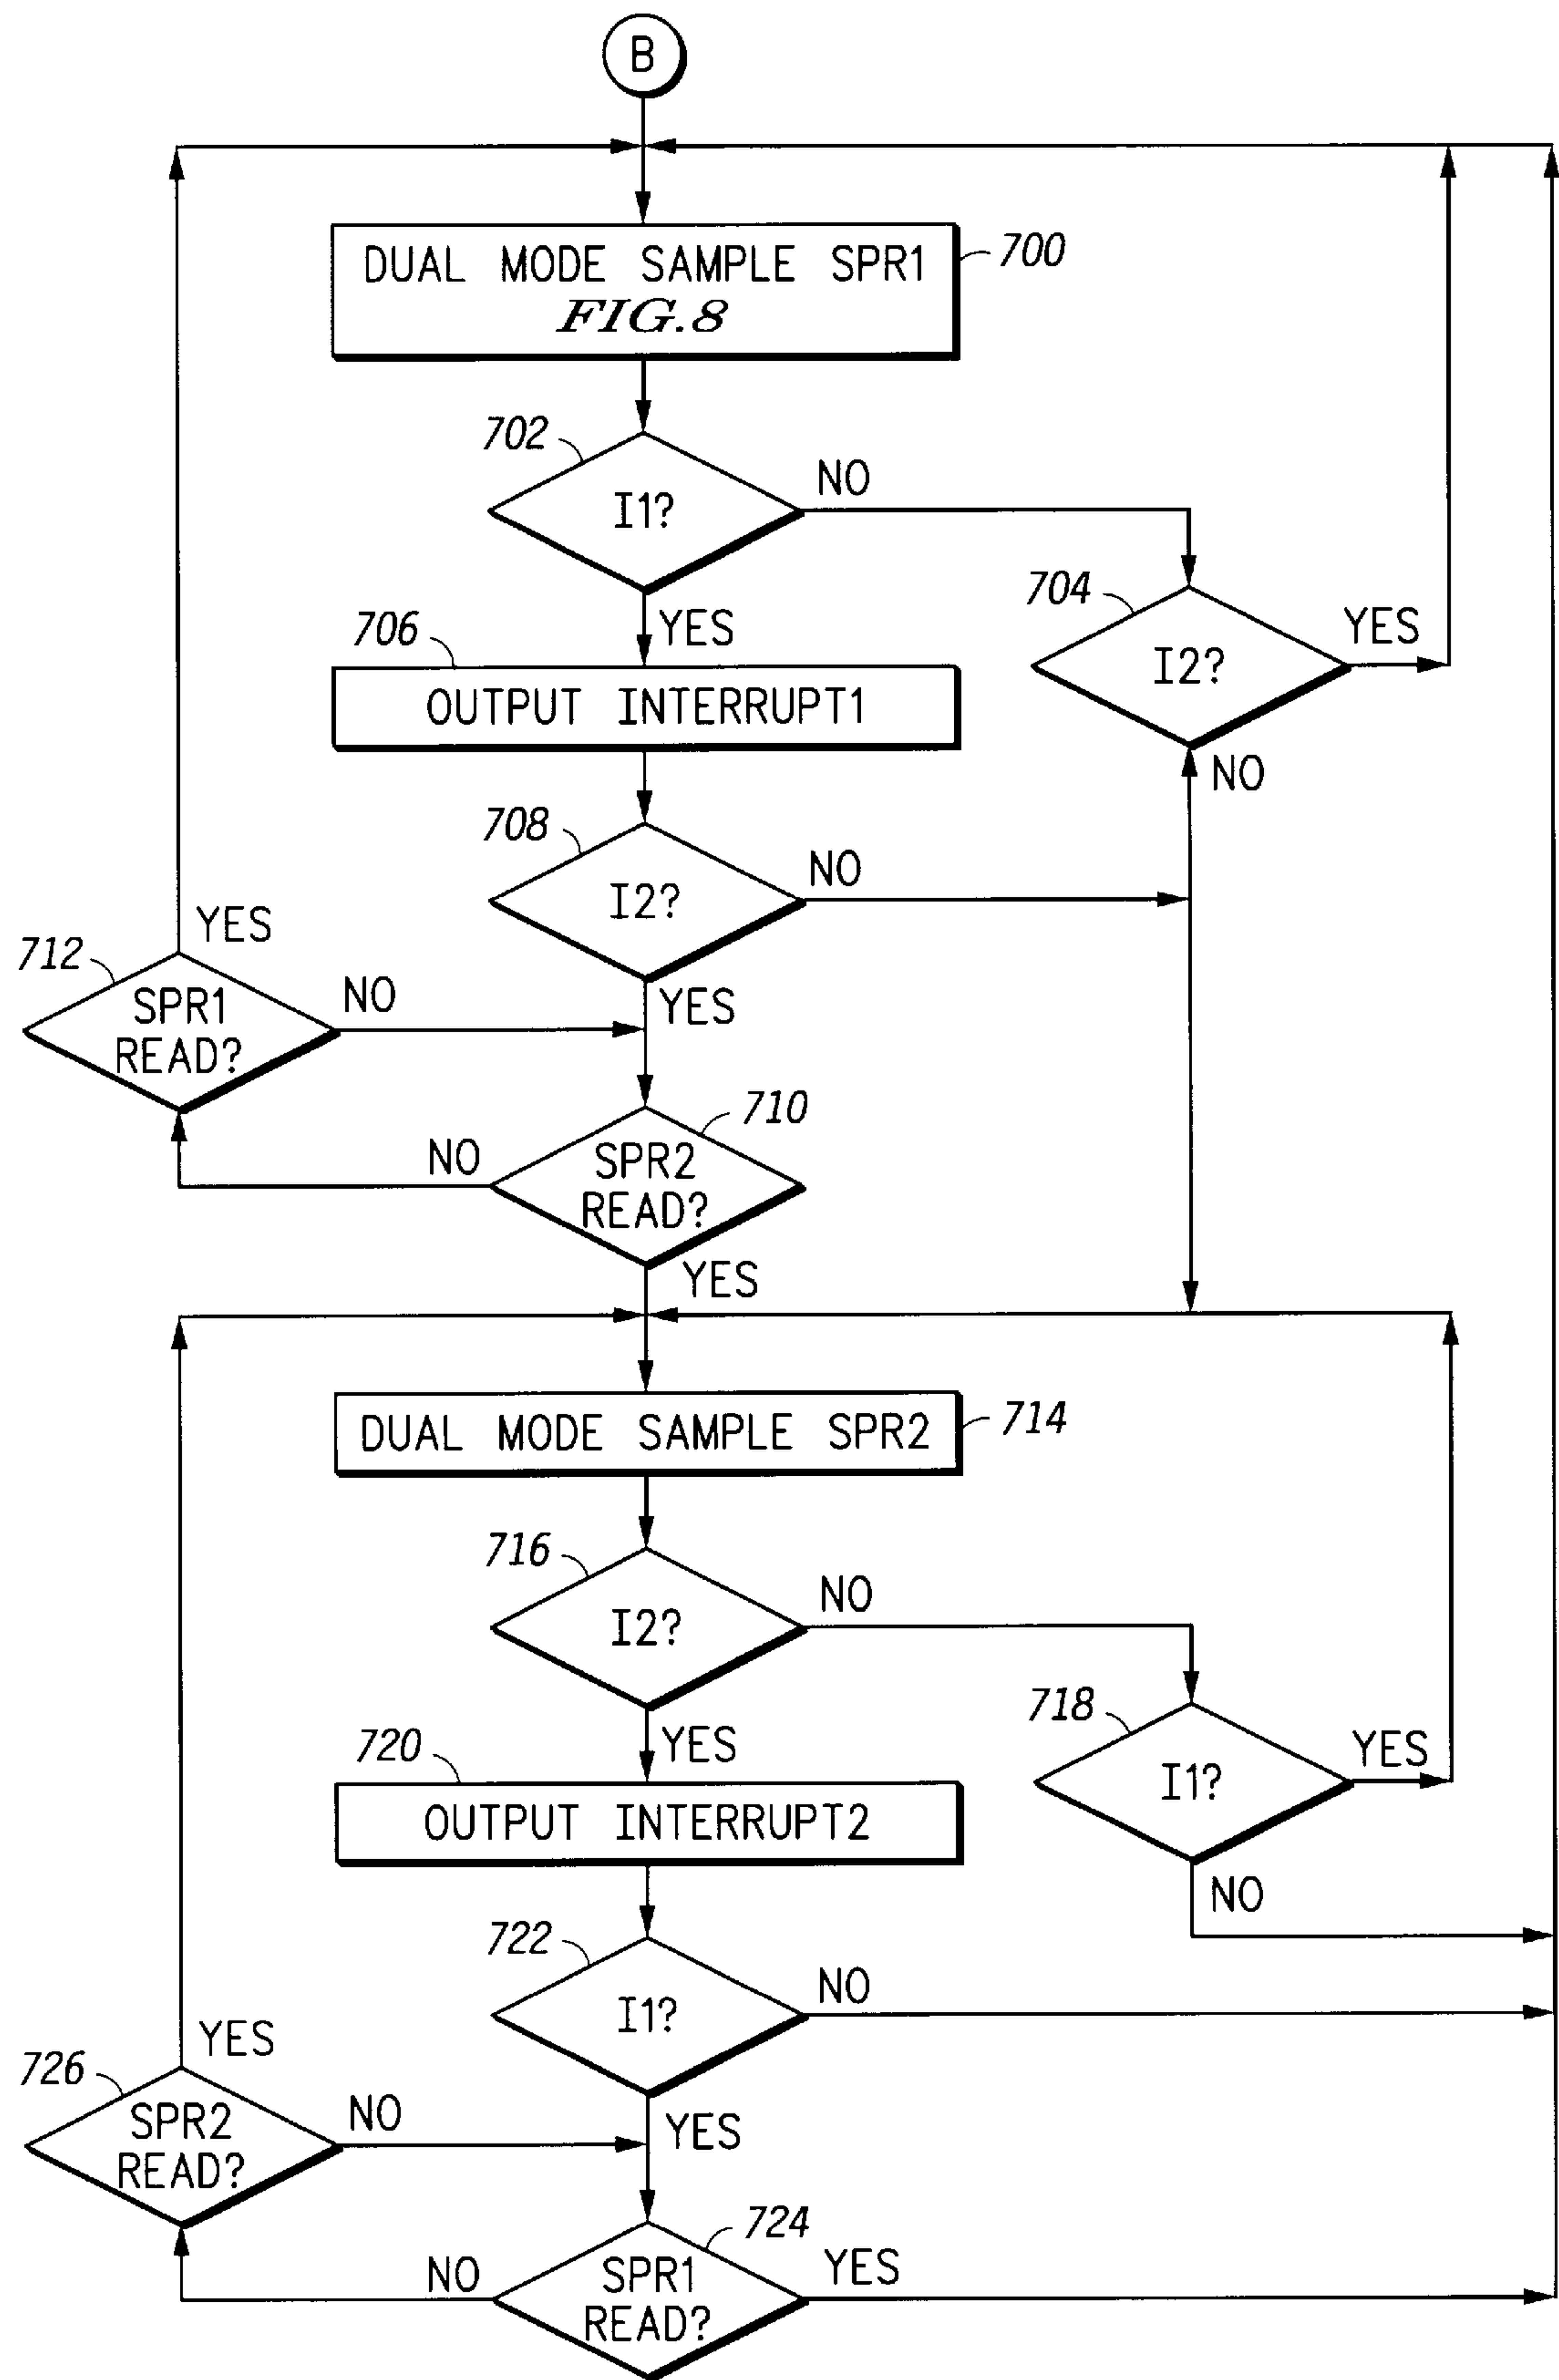 B
DUAL MODE SAMPLE SPR1
FIG.8
700
702
I1?
NO
YES
704
I2?
YES
NO
706
OUTPUT INTERRUPT1
708
I2?
NO
YES
712
YES
SPR1
READ?
NO
710
SPR2
READ?
NO
YES
DUAL MODE SAMPLE SPR2
714
716
I2?
NO
YES
718
I1?
YES
NO
720
OUTPUT INTERRUPT2
722
I1?
NO
YES
726
YES
SPR2
READ?
NO
724
SPR1
READ?
NO
YES